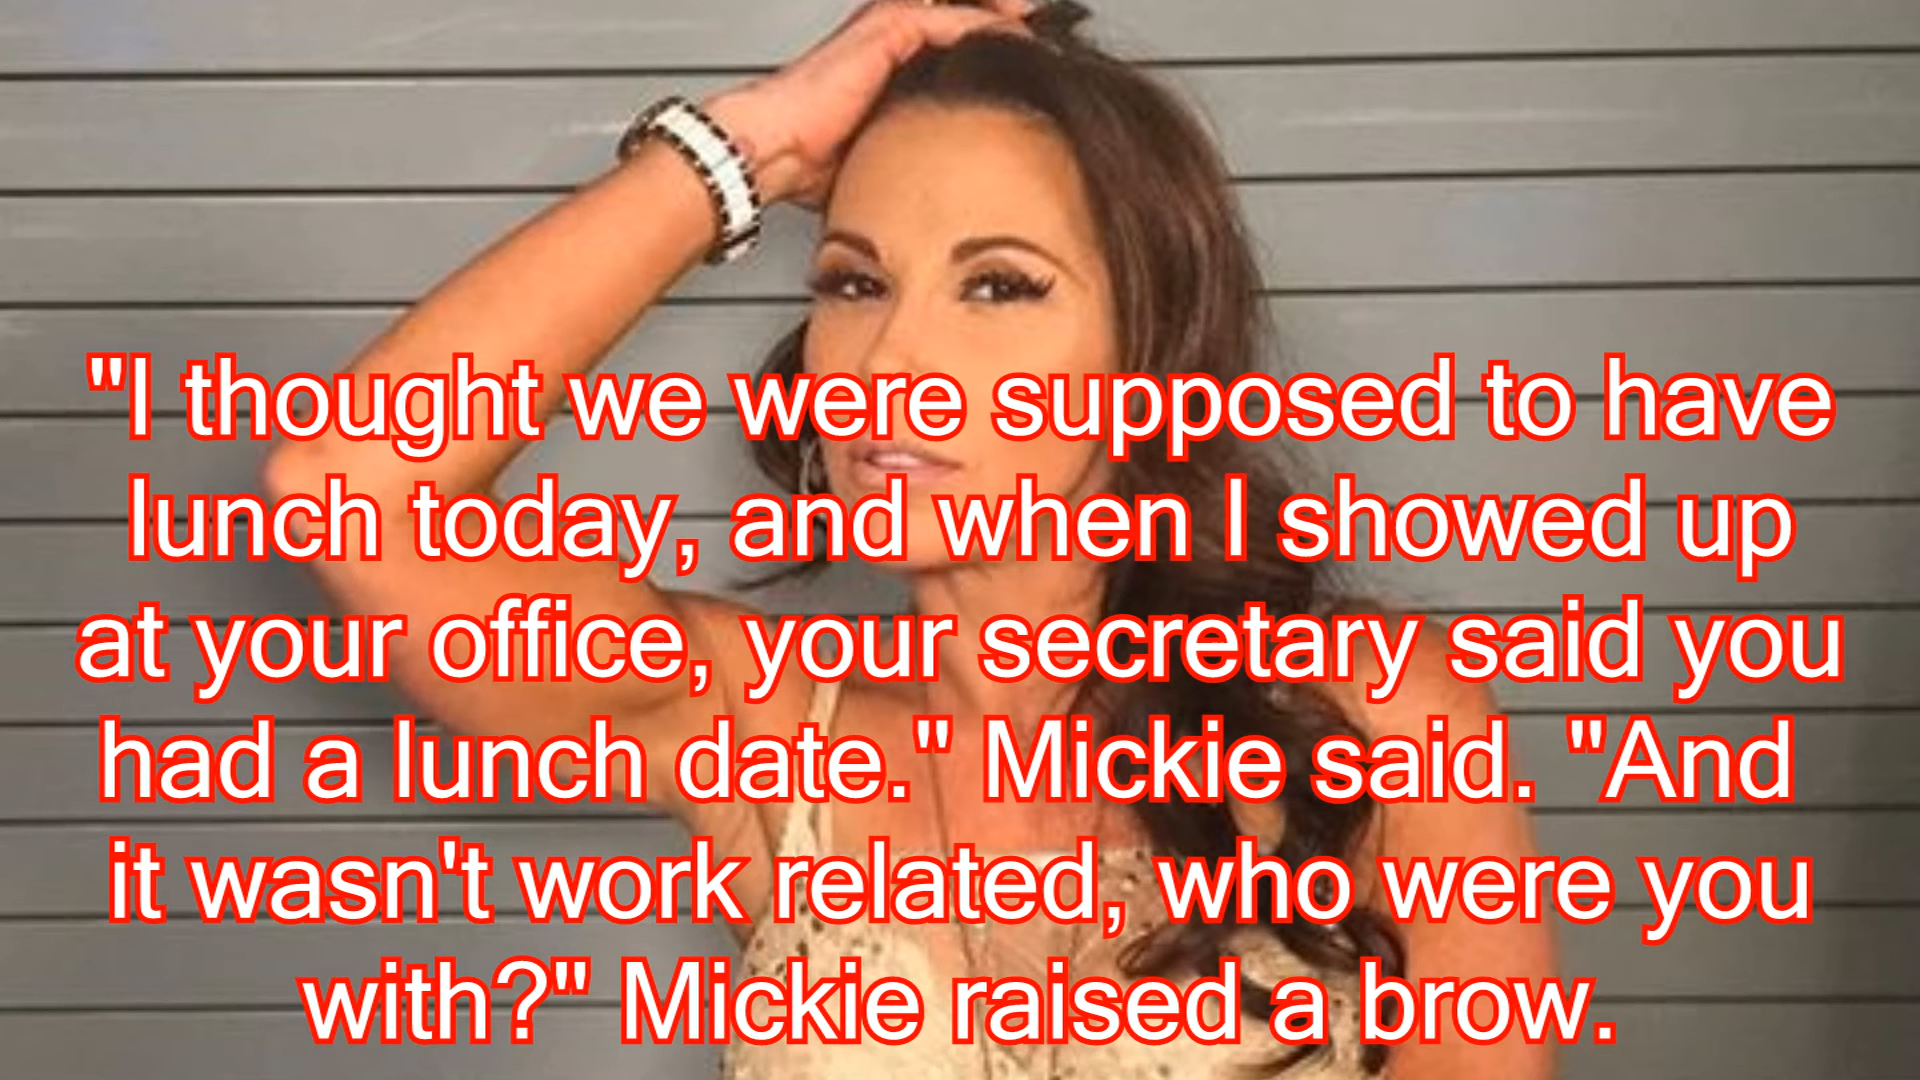 "I thought we were supposed to have
lunch today, and when I showed up
at your office, your secretary said you
had a lunch date." Mickie said. "And
it wasn't work related, who were you
with?" Mickie raised a brow.